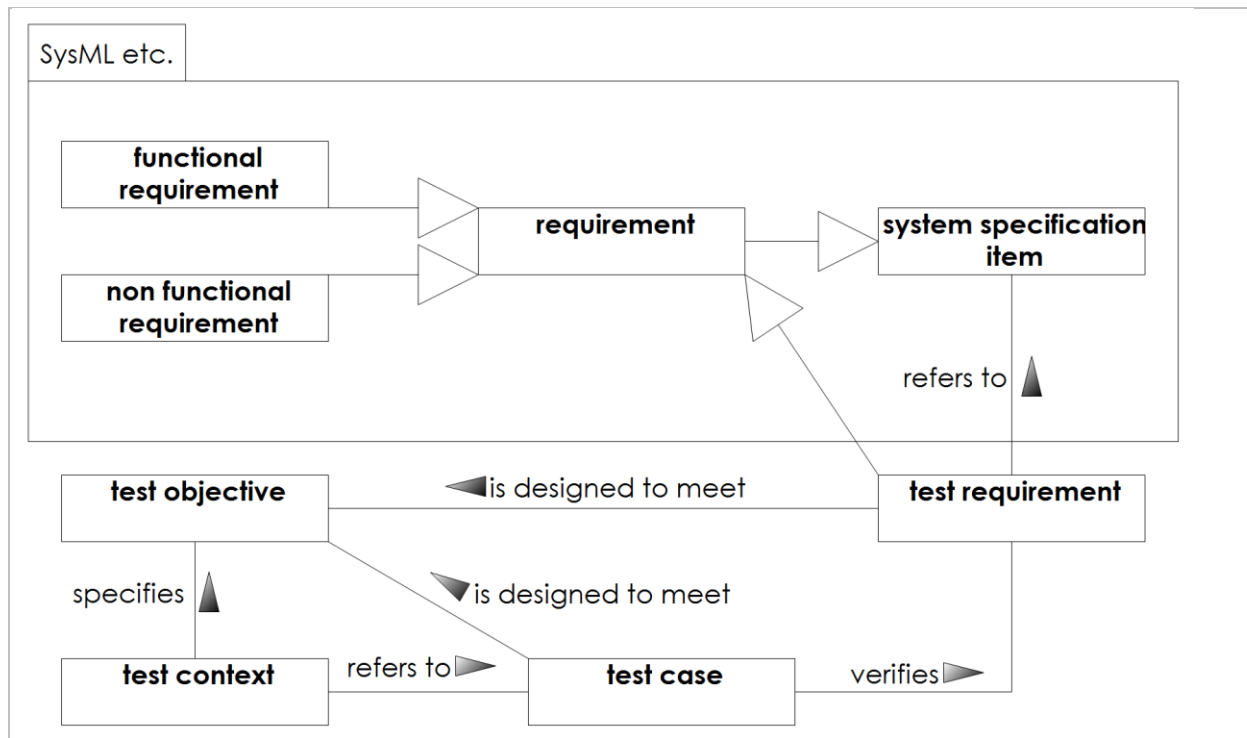 SysML etc.
functional
requirement
requirement
system specification
item
non functional
requirement
refers to
test objective
is designed to meet
test requirement
specifies
is designed to meet
test context
refers to
test case
verifies